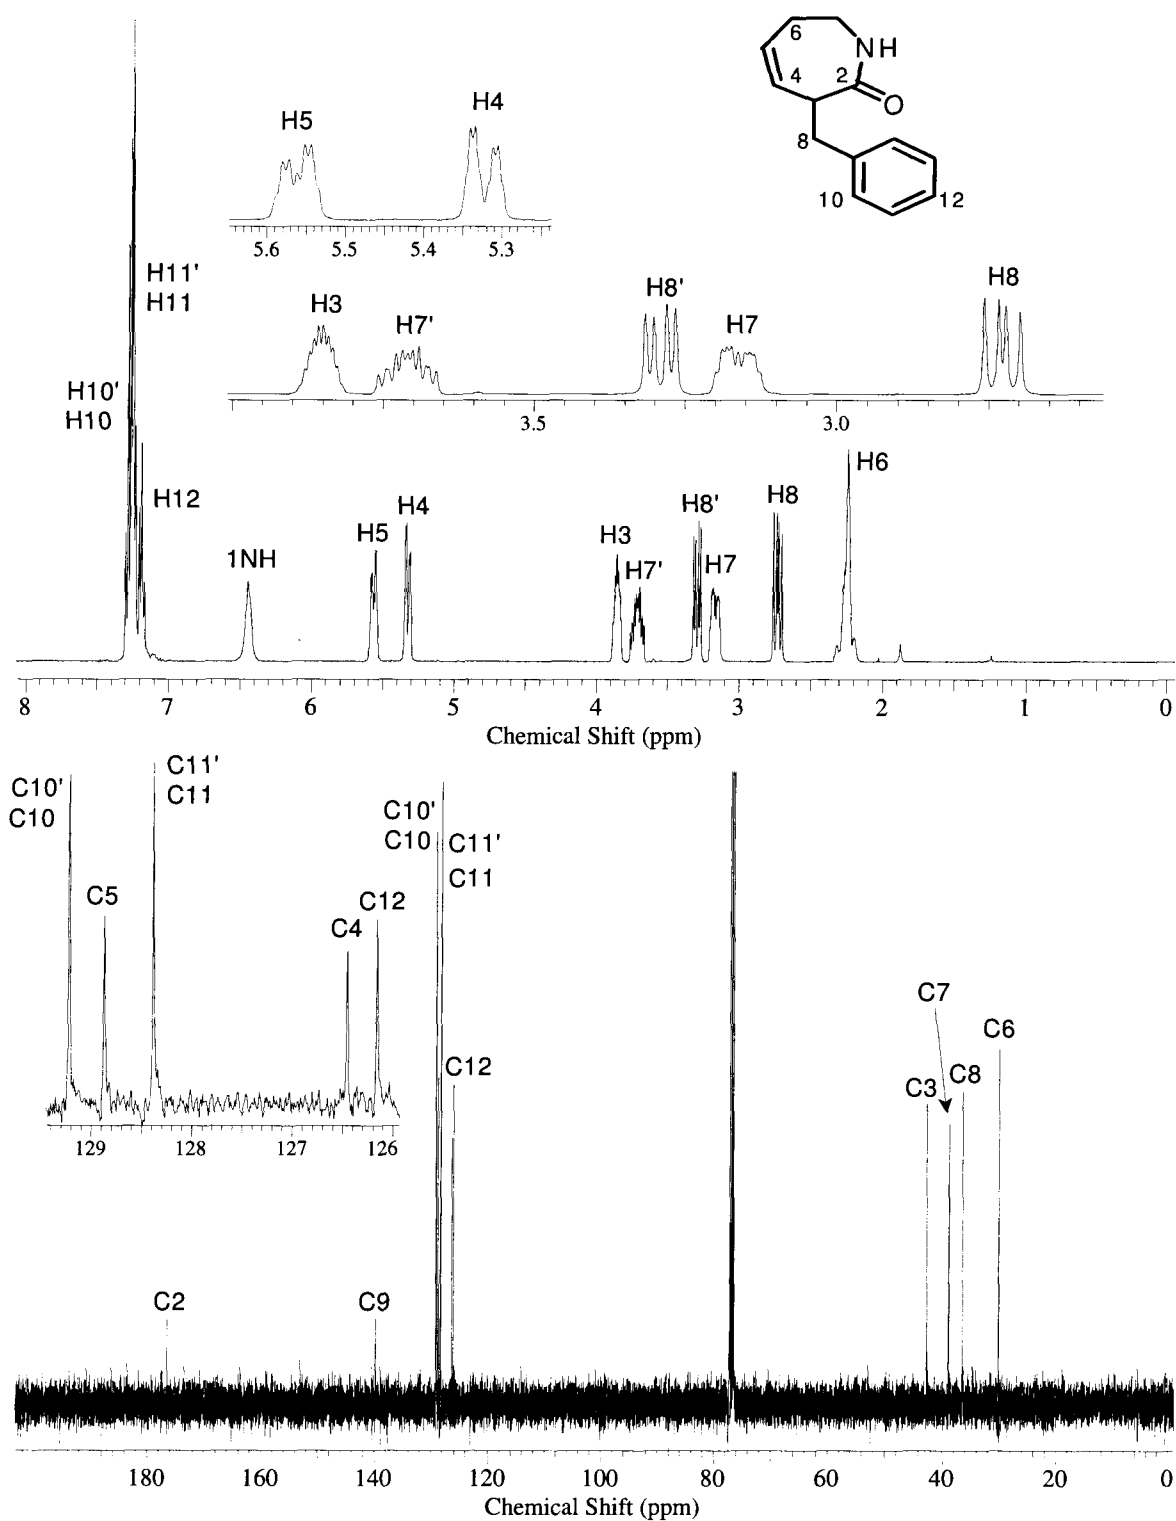 6
NH
4
2
O
8
10
12
H5
H4
5.6
5.5
5.4
5.3
H11'
H11
H3
H7'
H8'
H7
H8
3.5
3.0
H10'
H10
H12
1NH
H5
H4
H3
H7'
H8'
H7
H8
H6
8
7
6
5
4
3
2
1
0
Chemical Shift (ppm)
C10'
C10
C5
C11'
C11
C4
C12
129
128
127
126
C10'
C10
C11'
C11
C12
C7
C3
C8
C6
C2
C9
180
160
140
120
100
80
60
40
20
0
Chemical Shift (ppm)